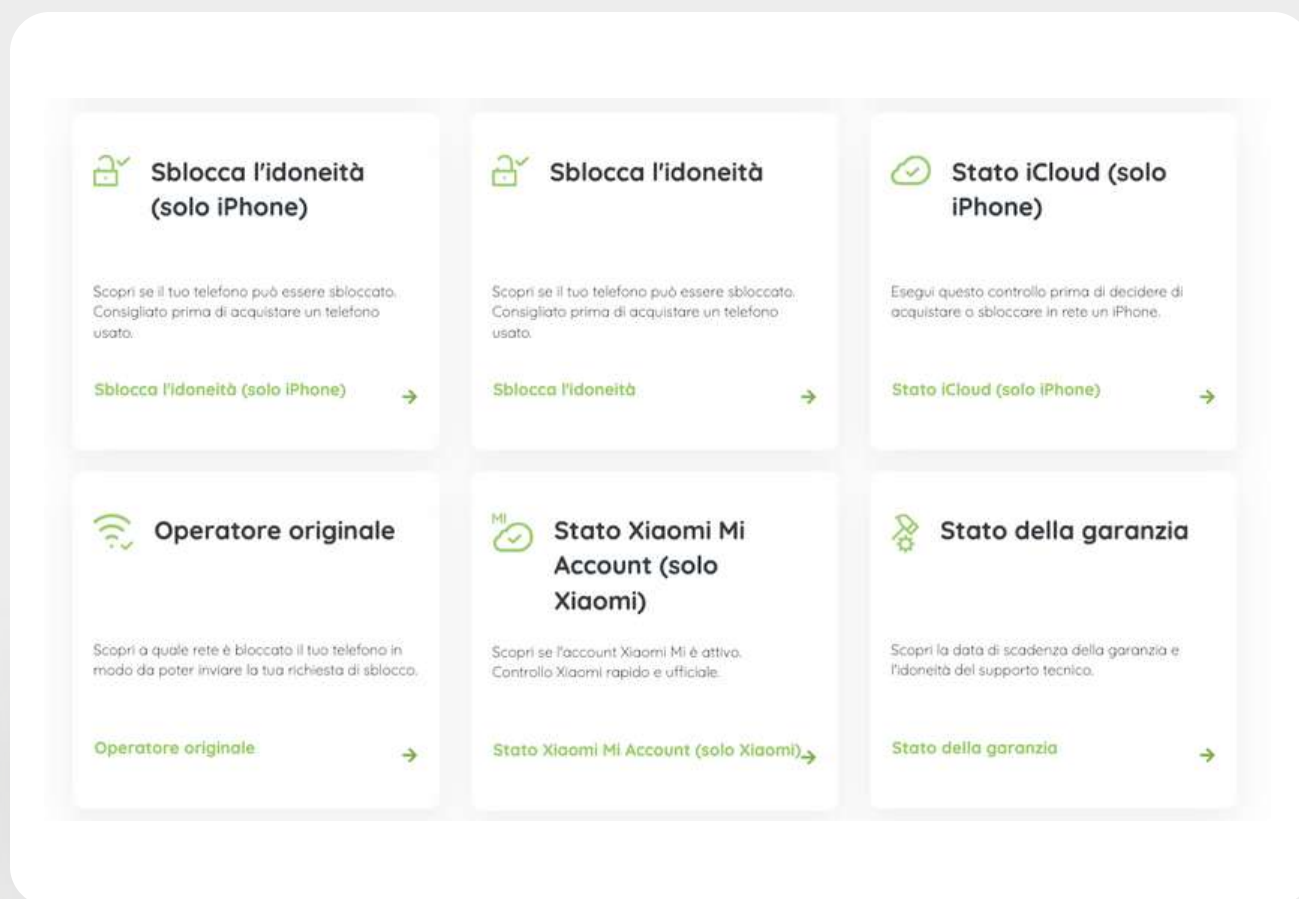 Sblocca l'idoneità
(solo iPhone)
Scopri se il tuo telefono può essere sbloccato.
Consigliato prima di acquistare un telefono
usato.
Sblocca l'idoneità (solo iPhone)
Sblocca l'idoneità
Scopri se il tuo telefono può essere sbloccato.
Consigliato prima di acquistare un telefono
usato.
Sblocca l'idoneità
Stato iCloud (solo
iPhone)
Esegui questo controllo prima di decidere di
acquistare o sbloccare in rete un iPhone.
Stato iCloud (solo iPhone)
Operatore originale
Scopri a quale rete è bloccato il tuo telefono in
modo da poter inviare la tua richiesta di sblocco.
Operatore originale
MI
Stato Xiaomi Mi
Account (solo
Xiaomi)
Scopri se l'account Xiaomi Mi è attivo.
Controllo Xiaomi rapido e ufficiale.
Stato Xiaomi Mi Account (solo Xiaomi)
Stato della garanzia
Scopri la data di scadenza della garanzia e
l'idoneità del supporto tecnico.
Stato della garanzia